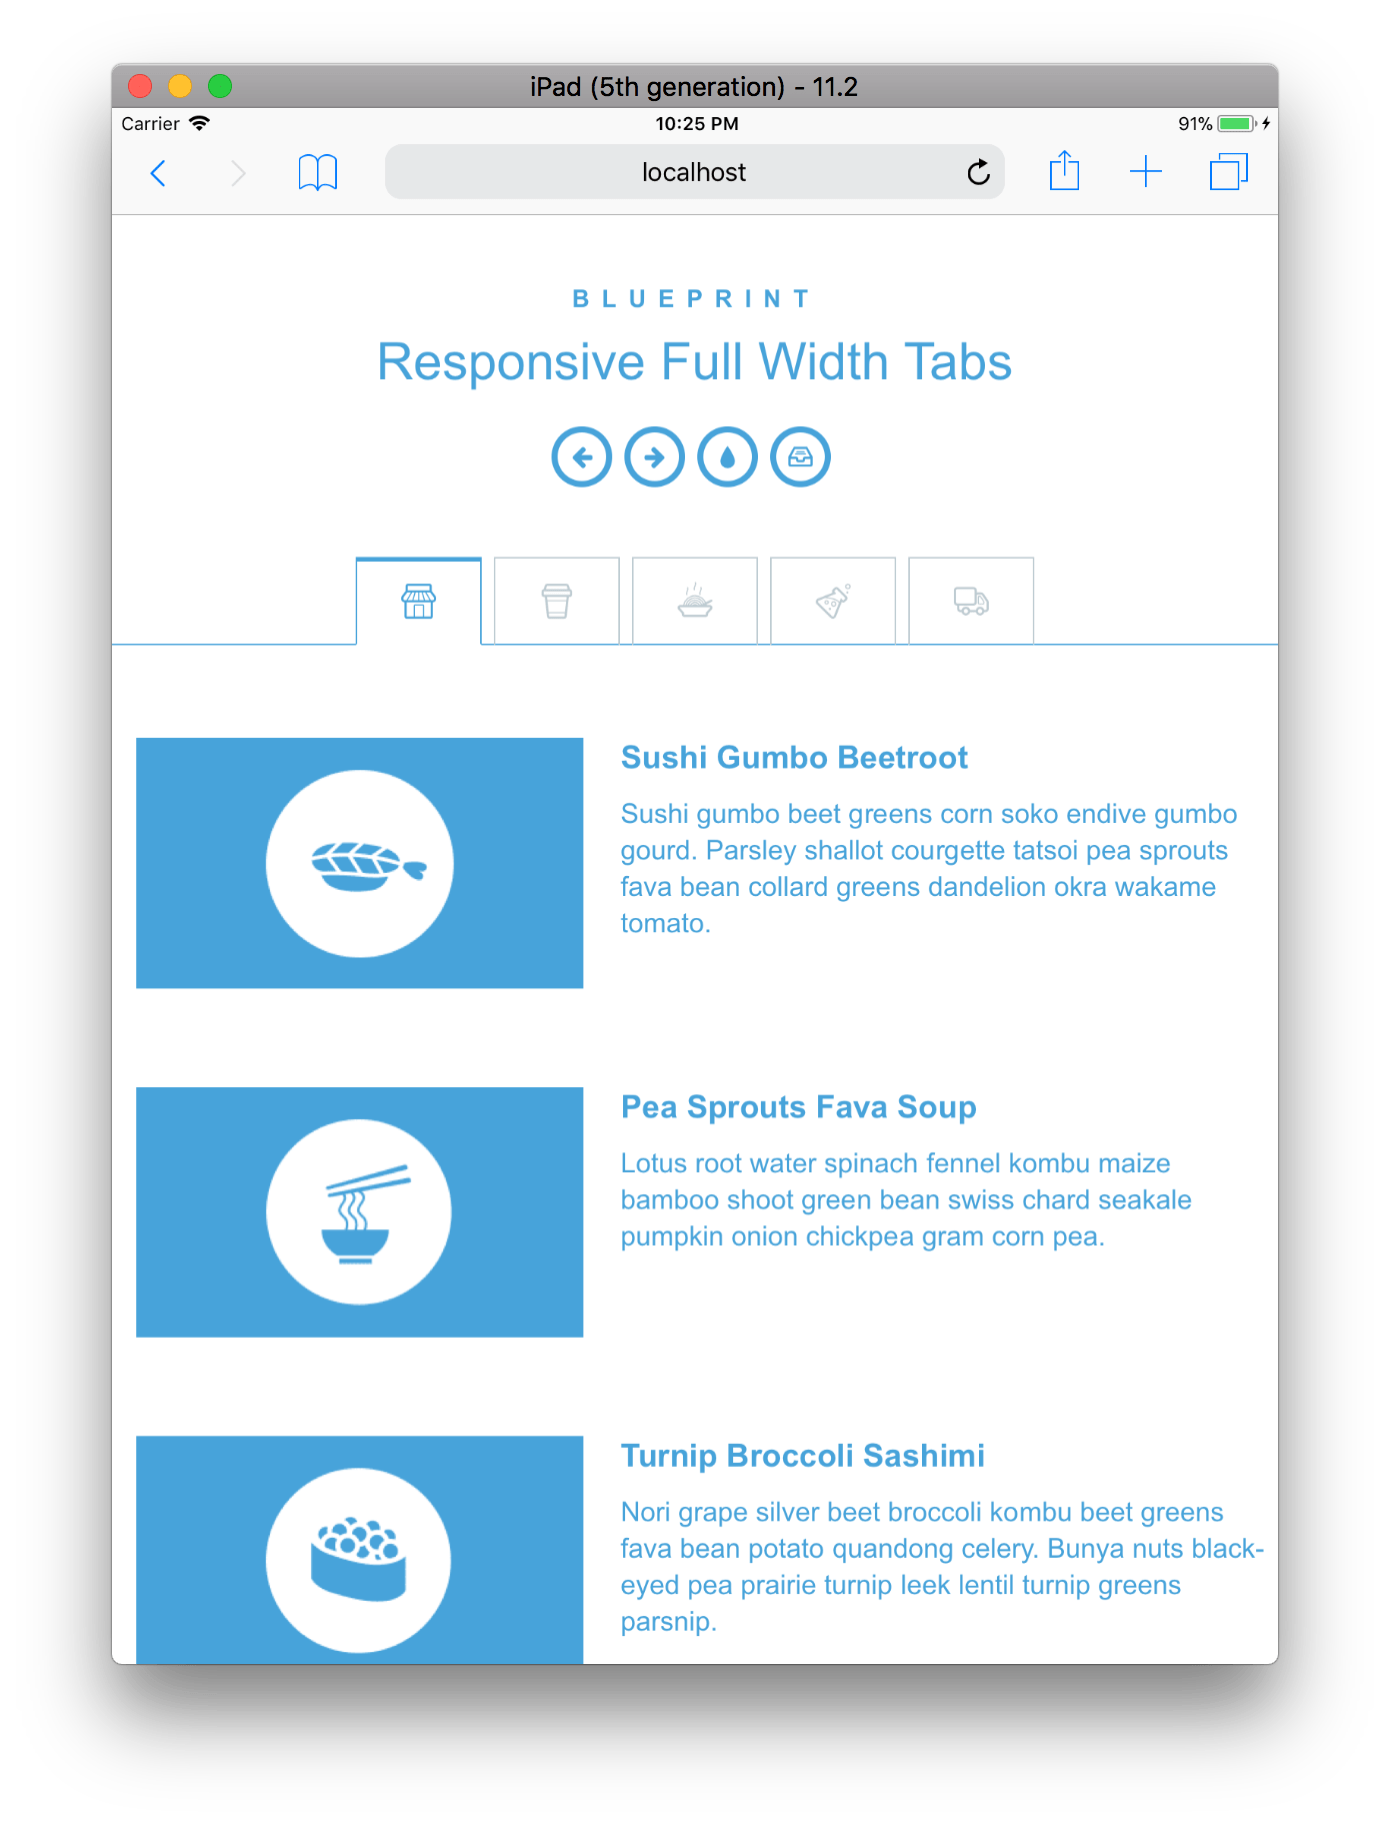 iPad (5th generation) - 11.2
Carrier 10:25 PM 91%
localhost
BLUEPRINT
Responsive Full Width Tabs
Sushi Gumbo Beetroot
Sushi gumbo beet greens corn soko endive gumbo
gourd. Parsley shallot courgette tatsoi pea sprouts
fava bean collard greens dandelion okra wakame
tomato.
Pea Sprouts Fava Soup
Lotus root water spinach fennel kombu maize
bamboo shoot green bean swiss chard seakale
pumpkin onion chickpea gram corn pea.
Turnip Broccoli Sashimi
Nori grape silver beet broccoli kombu beet greens
fava bean potato quandong celery. Bunya nuts black-
eyed pea prairie turnip leek lentil turnip greens
parsnip.